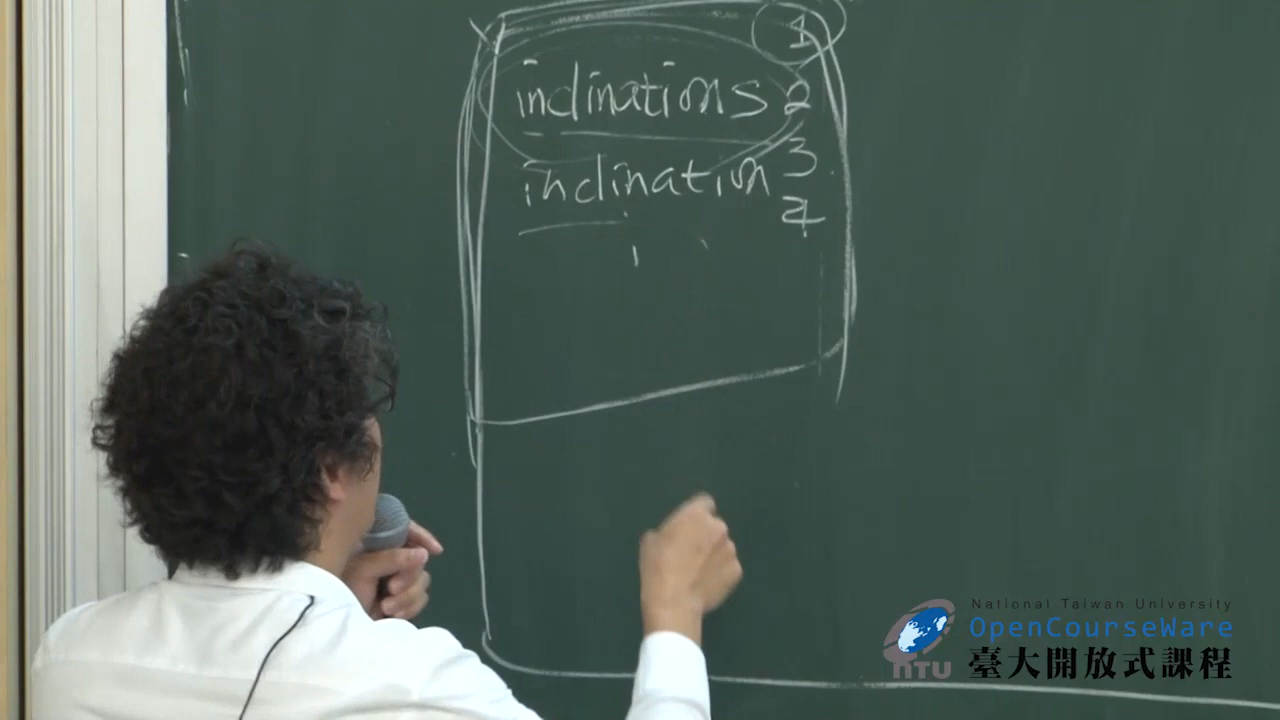 1
inclinations 2
inclination 3
4
National Taiwan University
OpenCourseWare
NTU 臺大開放式課程